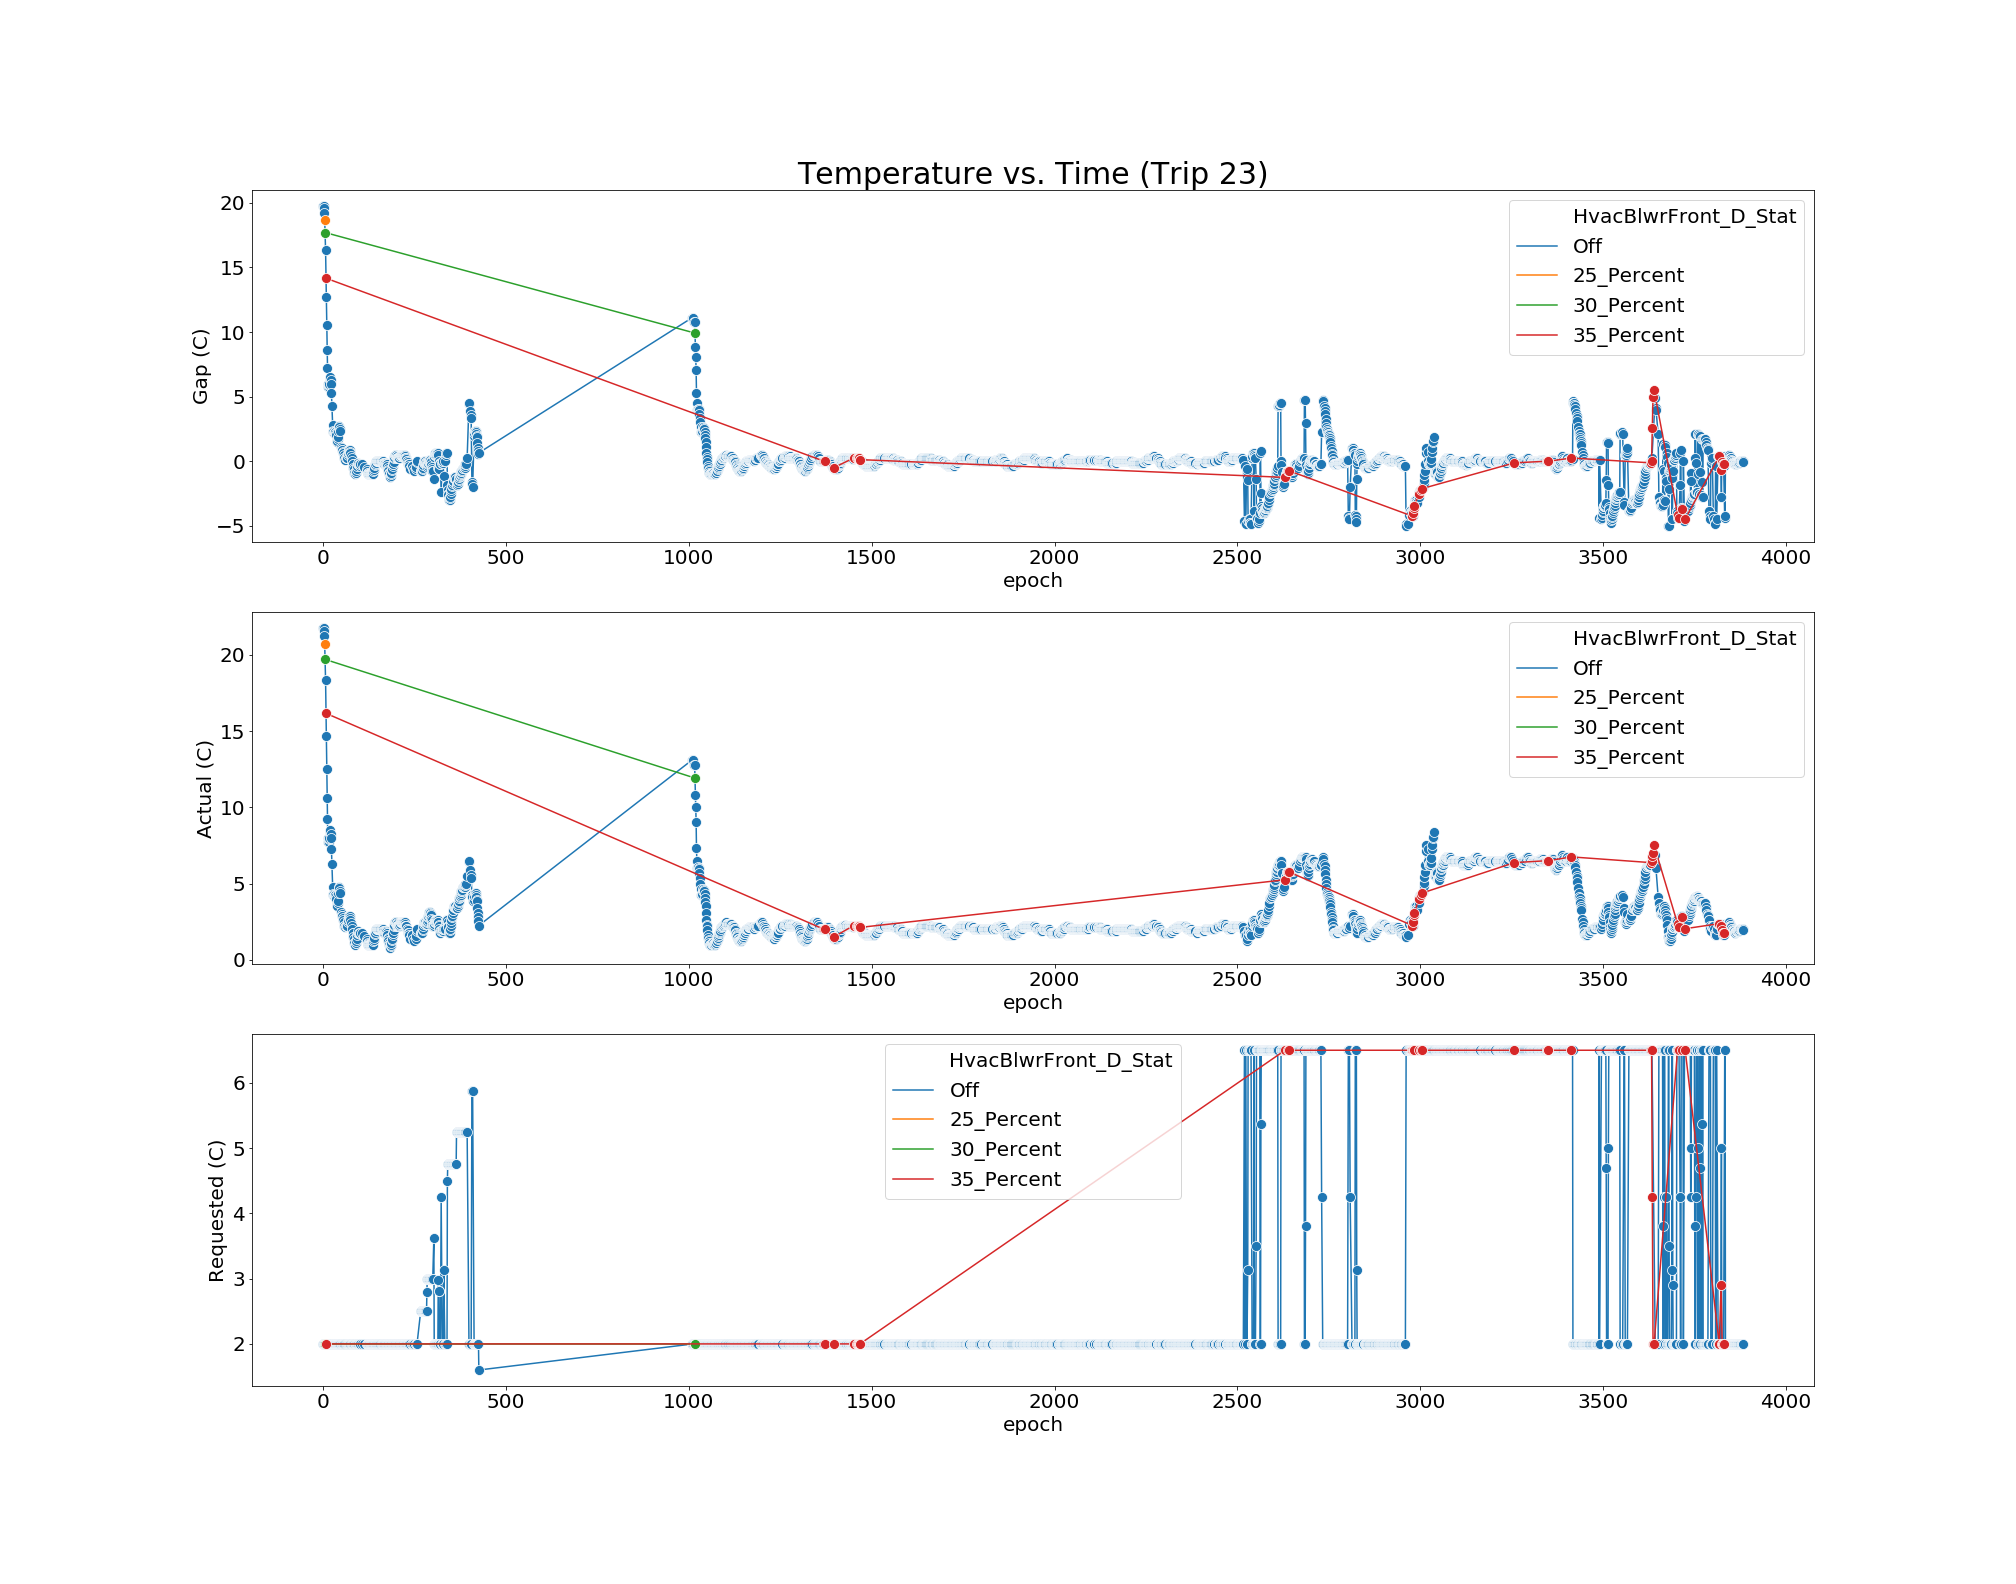 Temperature vs. Time (Trip 23)
Gap (C)
20
15
10
5
0
−5
HvacBlwrFront_D_Stat
Off
25_Percent
30_Percent
35_Percent
0 500 1000 1500 2000 2500 3000 3500 4000
epoch
Actual (C)
20
15
10
5
0
HvacBlwrFront_D_Stat
Off
25_Percent
30_Percent
35_Percent
0 500 1000 1500 2000 2500 3000 3500 4000
epoch
Requested (C)
6
5
4
3
2
HvacBlwrFront_D_Stat
Off
25_Percent
30_Percent
35_Percent
0 500 1000 1500 2000 2500 3000 3500 4000
epoch